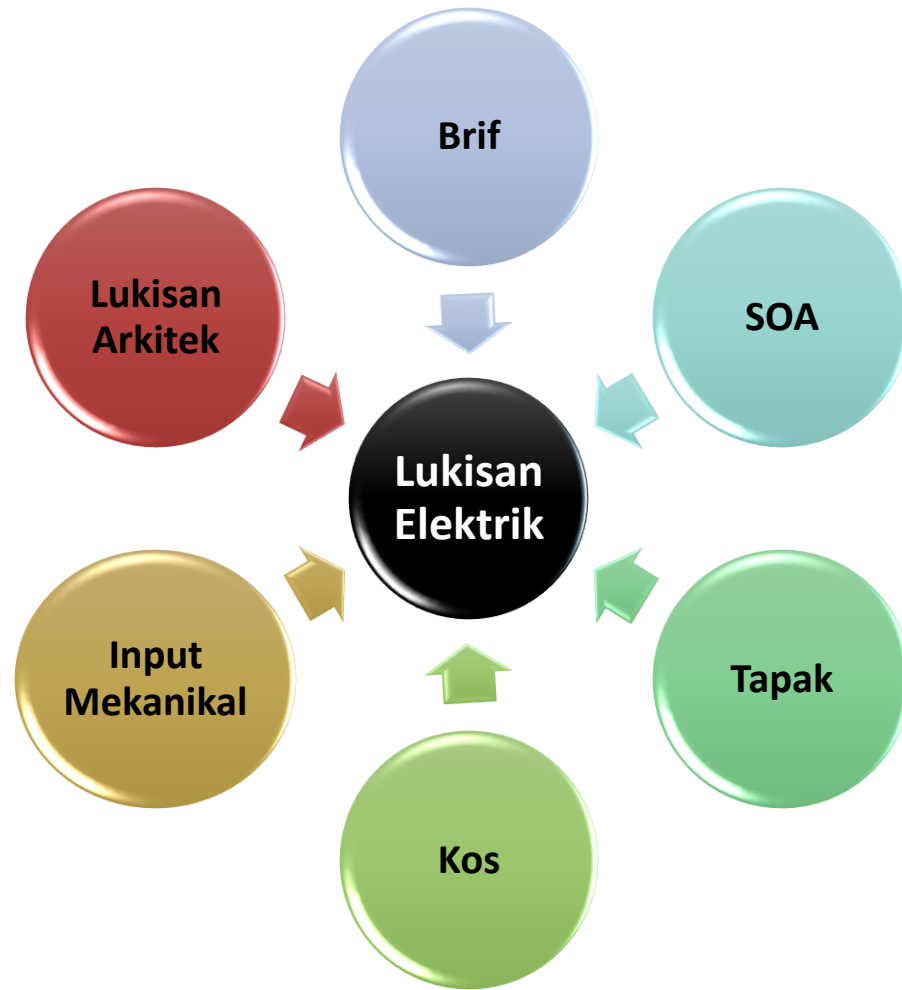 Brif
SOA
Tapak
Kos
Input
Mekanikal
Lukisan
Arkitek
Lukisan
Elektrik